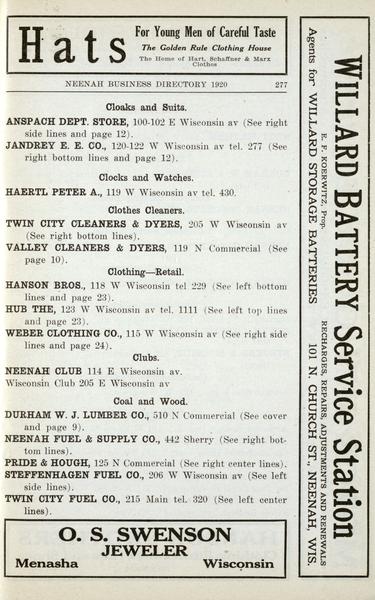 Hats
For Young Men of Careful Taste
The Golden Rule Clothing House
The Home of Hart, Schaffner & Marx
Clothes
NEENAH BUSINESS DIRECTORY 1920 277
Cloaks and Suits.
ANSPACH DEPT. STORE, 100-102 E Wisconsin av (See right
side lines and page 12).
JANDREY E. E. CO., 120-122 W Wisconsin av tel. 277 (See
right bottom lines and page 12).
Clocks and Watches.
HAERTL PETER A., 119 W Wisconsin av tel. 430.
Clothes Cleaners.
TWIN CITY CLEANERS & DYERS, 205 W Wisconsin av
(See right bottom lines).
VALLEY CLEANERS & DYERS, 119 N Commercial (See
page 10).
Clothing—Retail.
HANSON BROS., 118 W Wisconsin tel 229 (See left bottom
lines and page 23).
HUB THE, 123 W Wisconsin av tel. 1111 (See left top lines
and page 23).
WEBER CLOTHING CO., 115 W Wisconsin av (See right side
lines and page 24).
Clubs.
NEENAH CLUB 114 E Wisconsin av.
Wisconsin Club 205 E Wisconsin av
Coal and Wood.
DURHAM W. J. LUMBER CO., 510 N Commercial (See cover
and page 9).
NEENAH FUEL & SUPPLY CO., 442 Sherry (See right bot-
tom lines).
PRIDE & HOUGH, 125 N Commercial (See right center lines).
STEFFENHAGEN FUEL CO., 206 W Wisconsin av (See left
side lines).
TWIN CITY FUEL CO., 215 Main tel. 320 (See left center
lines).
O. S. SWENSON
JEWELER
Menasha Wisconsin
WILLARD BATTERY Service Station
E. F. KOERWITZ, Prop. RECHARGES, REPAIRS, ADJUSTMENTS AND RENEWALS
Agents for WILLARD STORAGE BATTERIES 101 N. CHURCH ST., NEENAH, WIS.